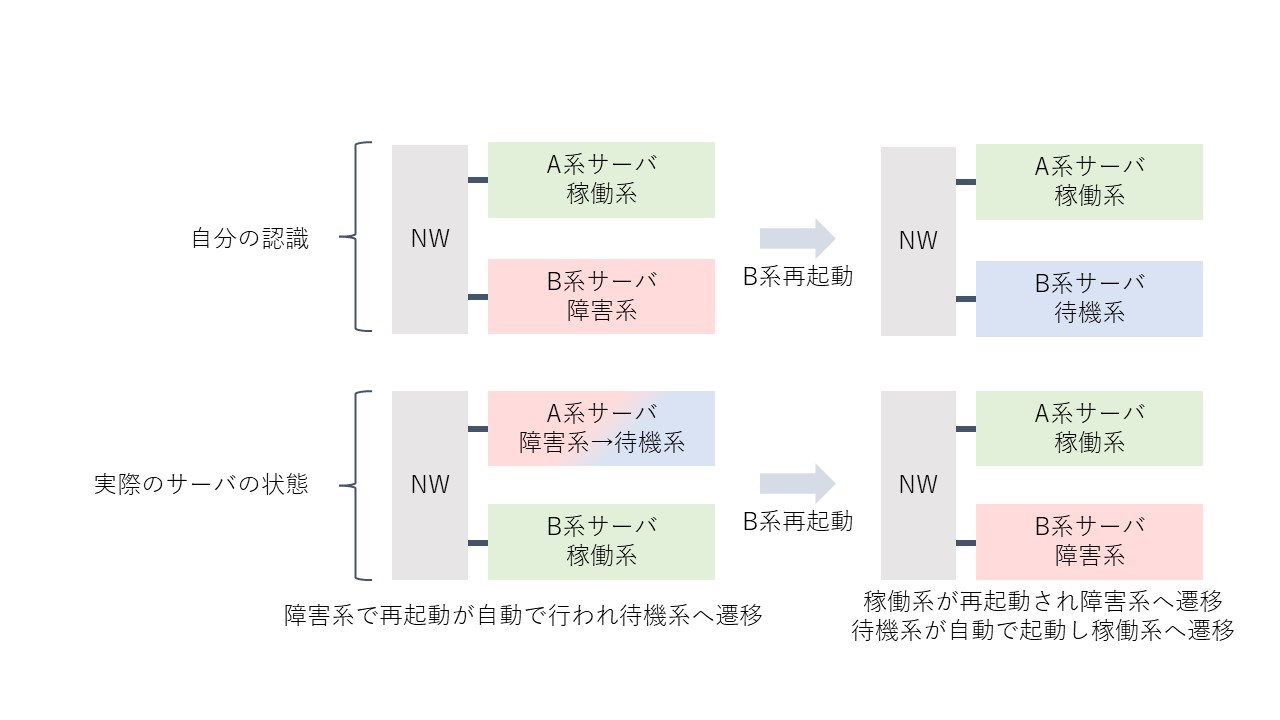 自分の認識
NW
A系サーバ
稼働系
B系サーバ
障害系
B系再起動
NW
A系サーバ
稼働系
B系サーバ
待機系
実際のサーバの状態
NW
A系サーバ
障害系→待機系
B系サーバ
稼働系
障害系で再起動が自動で行われ待機系へ遷移
B系再起動
NW
A系サーバ
稼働系
B系サーバ
障害系
稼働系が再起動され障害系へ遷移
待機系が自動で起動し稼働系へ遷移